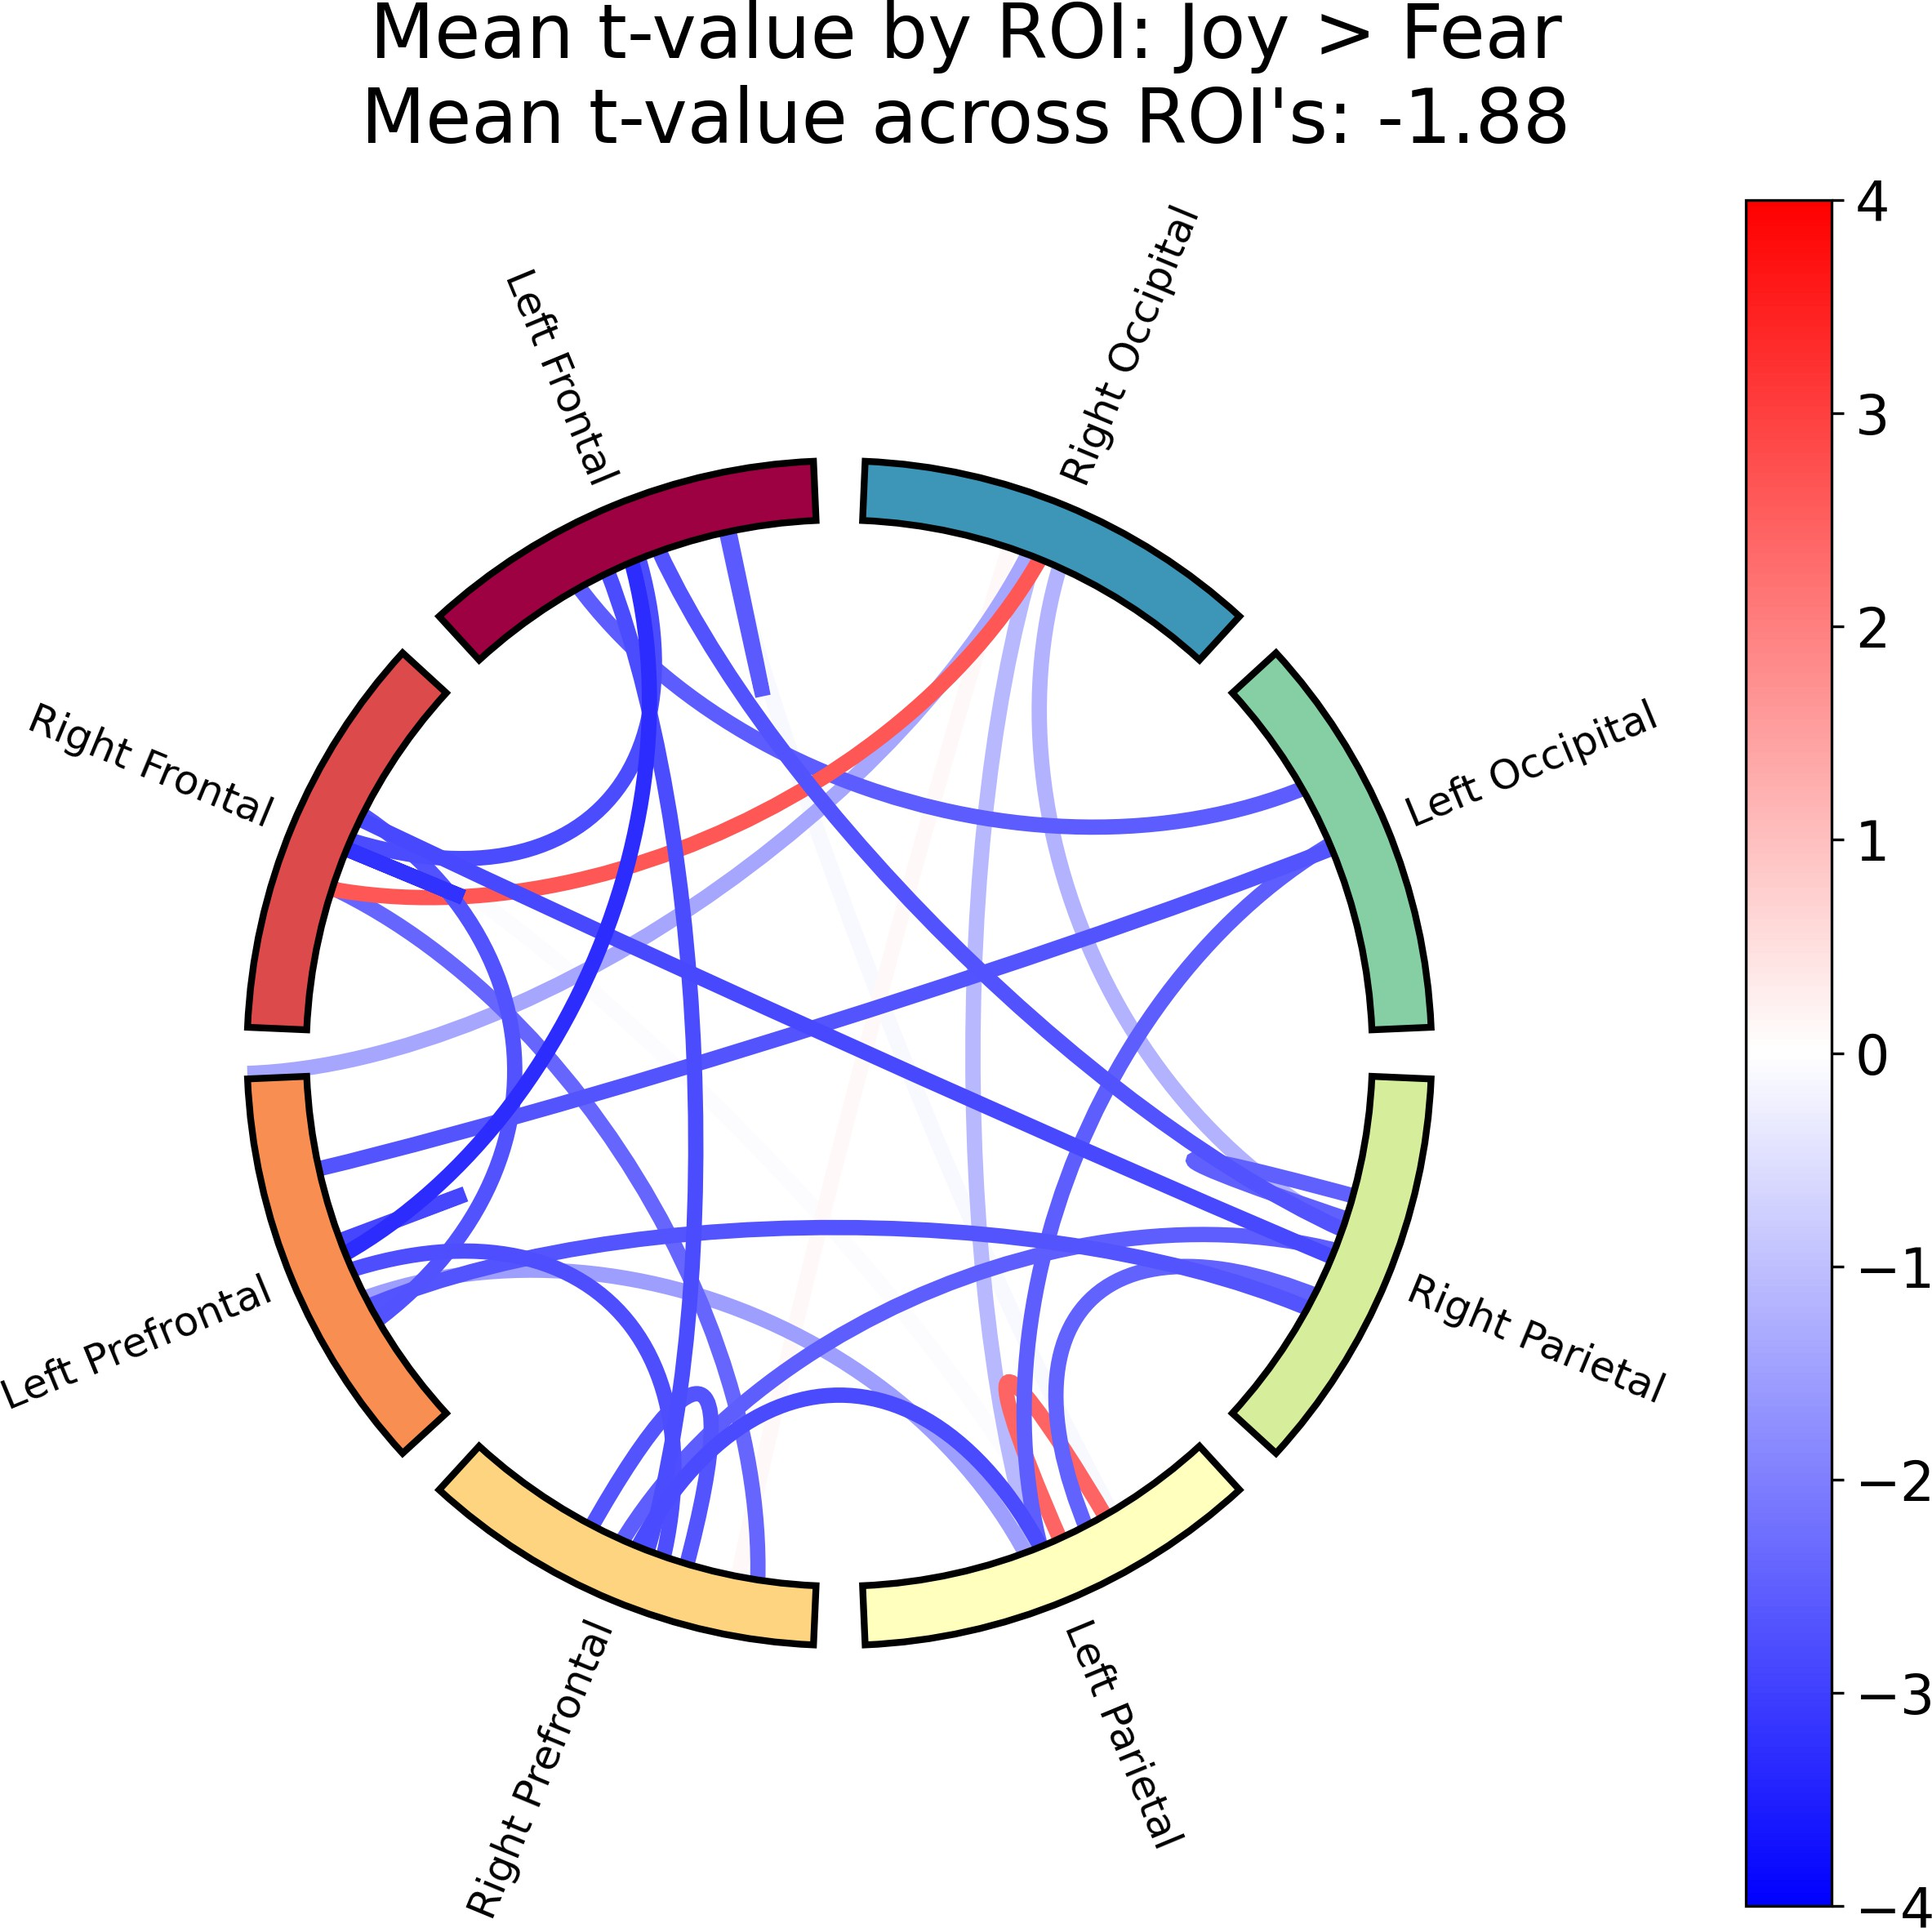 Mean t-value by ROI: Joy > Fear
Mean t-value across ROI's: -1.88
Left Frontal
Right Occipital
Right Frontal
Left Occipital
Left Prefrontal
Right Parietal
Right Prefrontal
Left Parietal
4
3
2
1
0
−1
−2
−3
−4